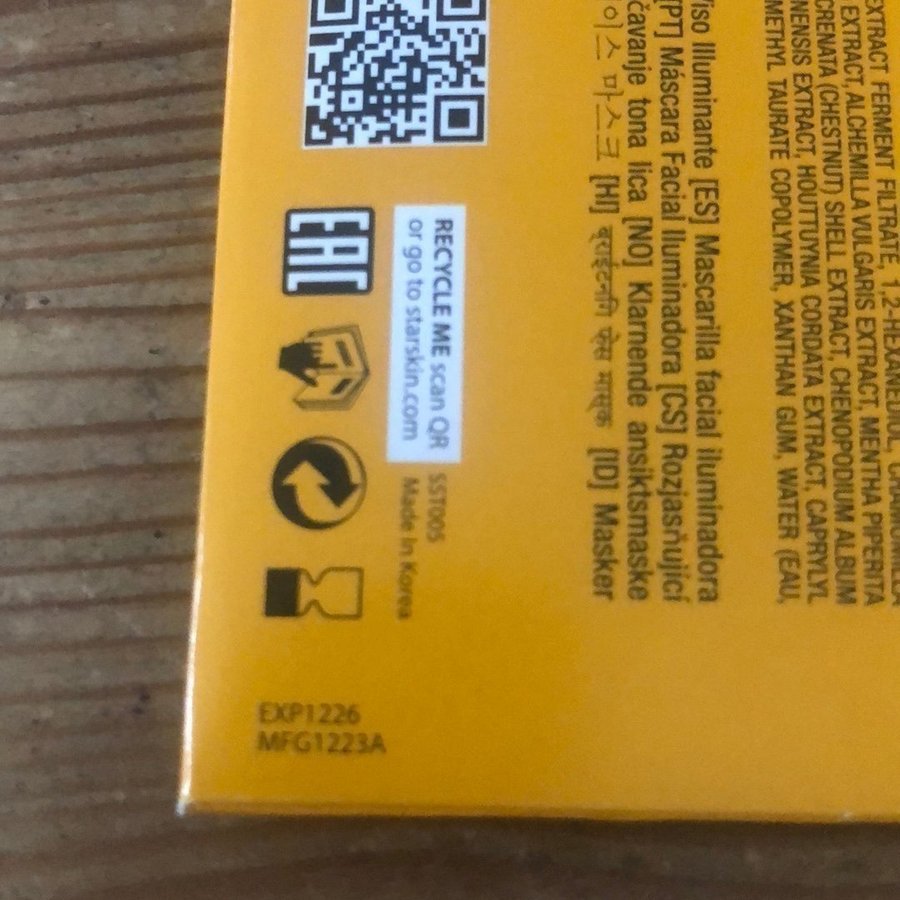 EXTRACT FERMENT FILTRATE, 1,2-HEXANEDIOL, CHAMOMILLA
EXTRACT, ALCHEMILLA VULGARIS EXTRACT, MENTHA PIPERITA
CRENATA (CHESTNUT) SHELL EXTRACT, CHENOPODIUM ALBUM
NENSIS EXTRACT, HOUTTUYNIA CORDATA EXTRACT, CAPRYLYL
METHYL TAURATE COPOLYMER, XANTHAN GUM, WATER (EAU,
Viso Illuminante [ES] Mascarilla facial iluminadora
[PT] Máscara Facial Iluminadora [CS] Rozjasňující
čavanje tona lica [NO] Klarnende ansiktsmaske
이스 마스크 [HI] फेस मास्क [ID] Masker
RECYCLE ME scan QR
or go to starskin.com
SST005
Made in Korea
EAC
EXP1226
MFG1223A